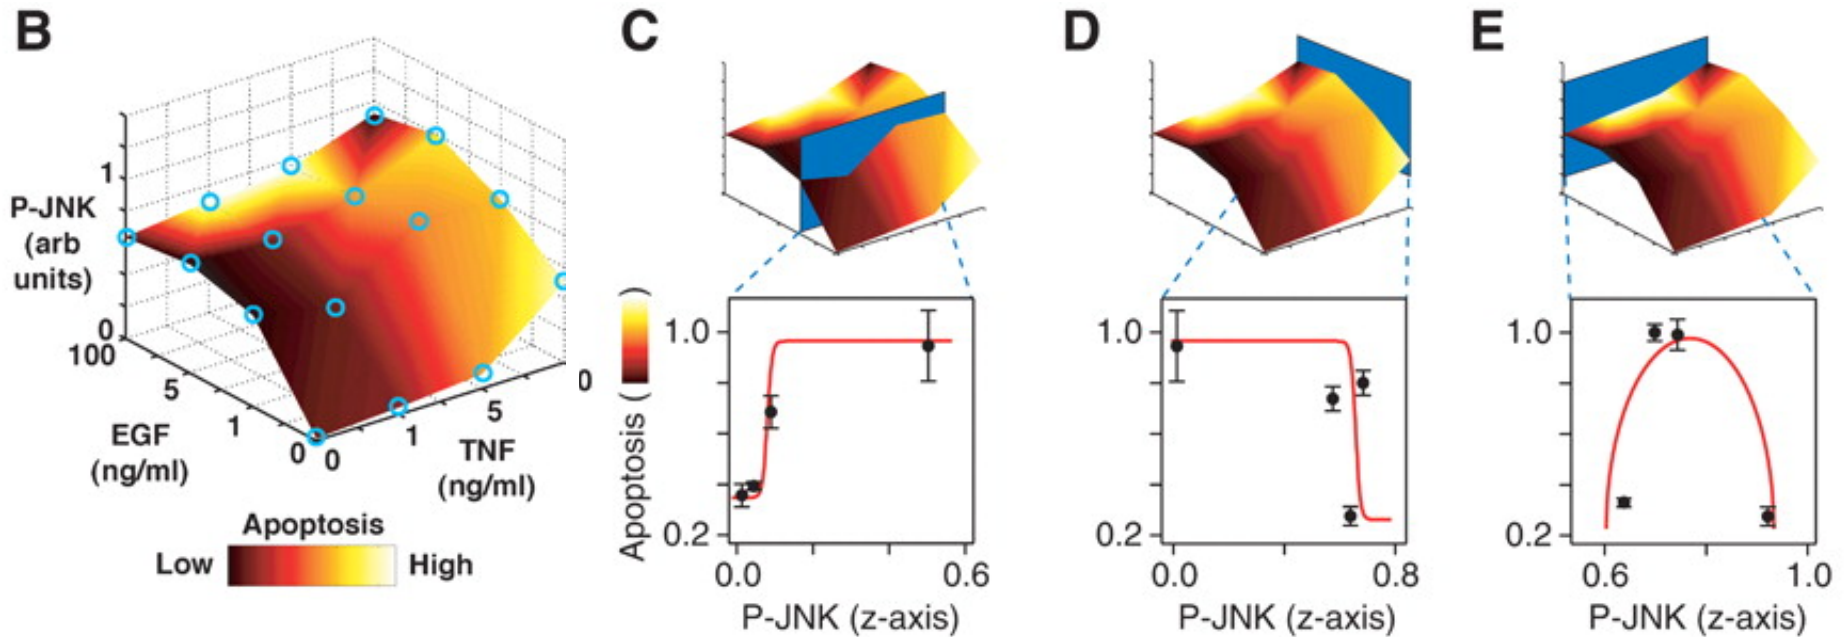 B
C
D
E
P-JNK
(arb
units)
1
0
100
5
1
0
EGF
(ng/ml)
0
1
5
TNF
(ng/ml)
Apoptosis
Low
High
0
Apoptosis (
)
1.0
0.2
0.0
0.6
P-JNK (z-axis)
1.0
0.2
0.0
0.8
P-JNK (z-axis)
1.0
0.2
0.6
1.0
P-JNK (z-axis)